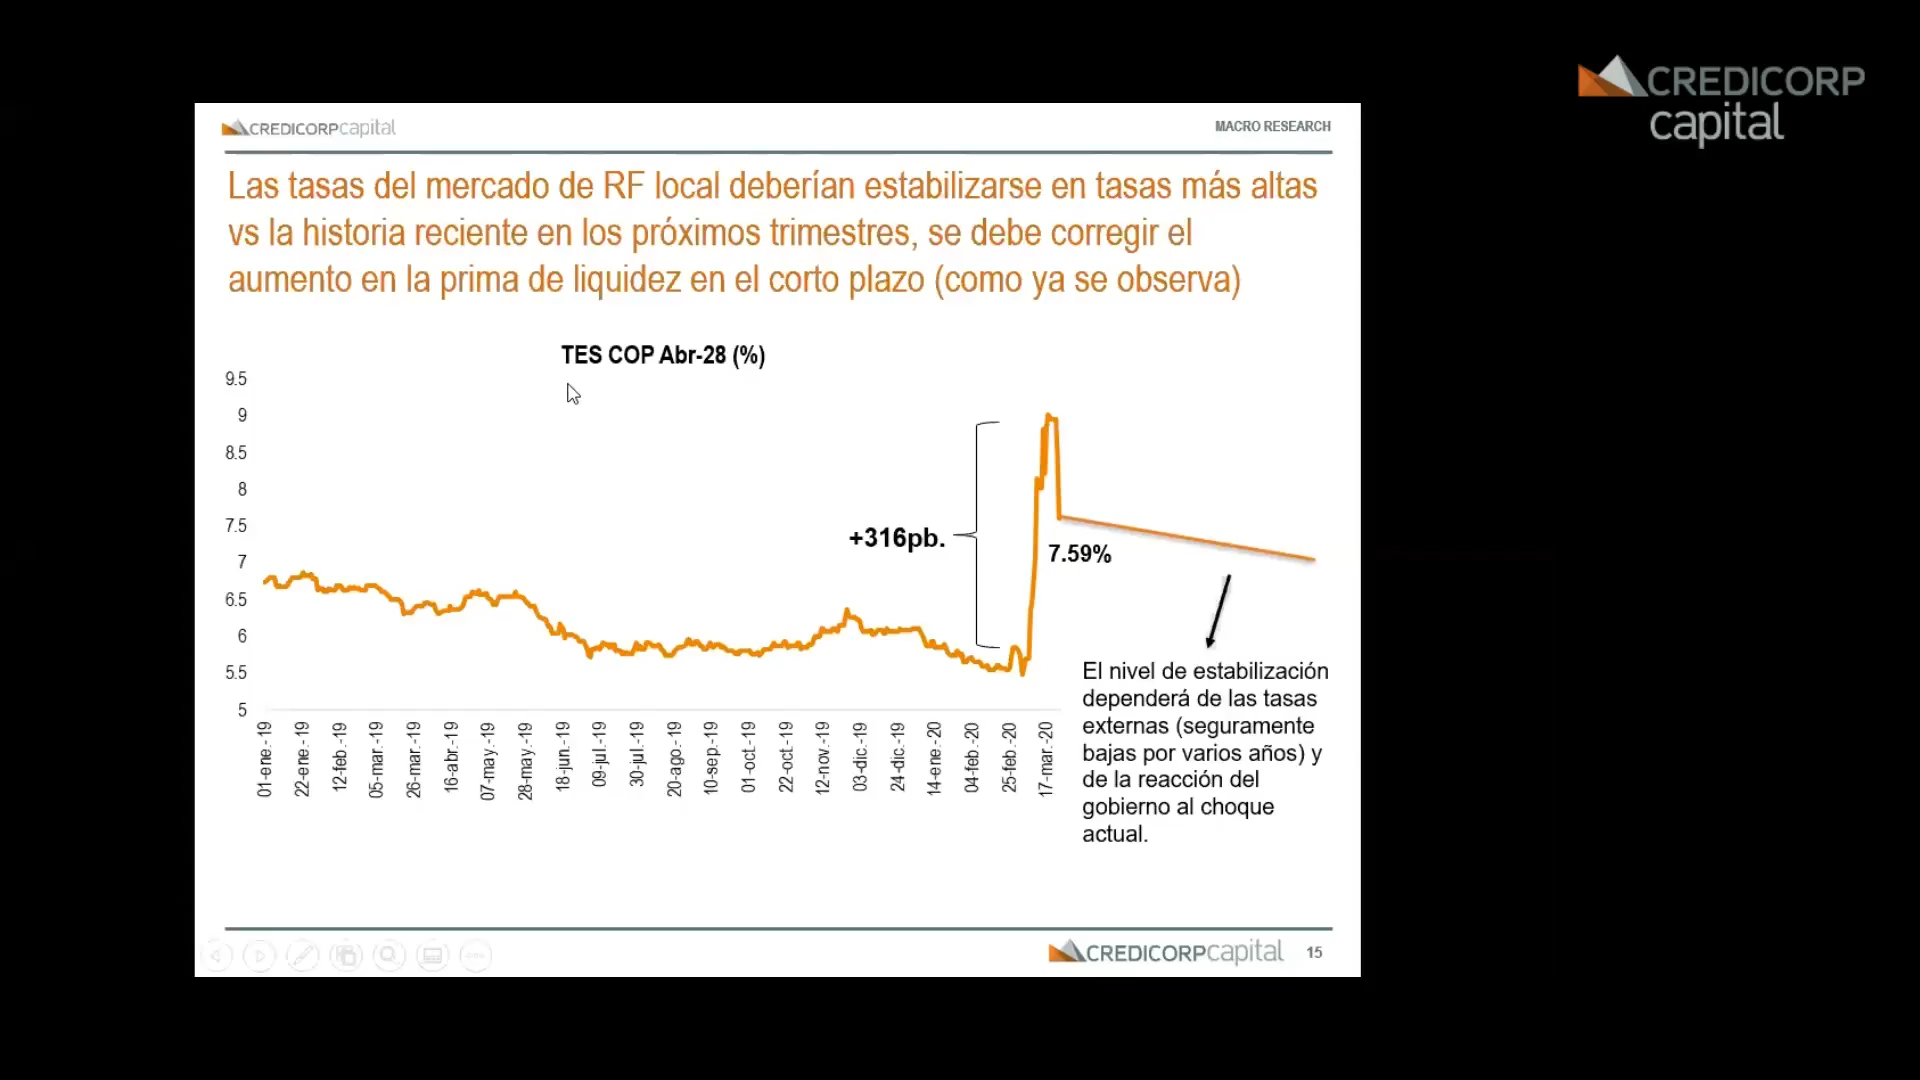 CREDICORP
capital
CREDICORPcapital
MACRO RESEARCH
Las tasas del mercado de RF local deberían estabilizarse en tasas más altas
vs la historia reciente en los próximos trimestres, se debe corregir el
aumento en la prima de liquidez en el corto plazo (como ya se observa)
TES COP Abr-28 (%)
9.5
9
8.5
8
7.5
7
6.5
6
5.5
5
+316pb.
7.59%
01-ene.-19
22-ene.-19
12-feb.-19
05-mar.-19
26-mar.-19
16-abr.-19
07-may.-19
28-may.-19
18-jun.-19
09-jul.-19
30-jul.-19
20-ago.-19
10-sep.-19
01-oct.-19
22-oct.-19
12-nov.-19
03-dic.-19
24-dic.-19
14-ene.-20
04-feb.-20
25-feb.-20
17-mar.-20
El nivel de estabilización
dependerá de las tasas
externas (seguramente
bajas por varios años) y
de la reacción del
gobierno al choque
actual.
CREDICORPcapital
15